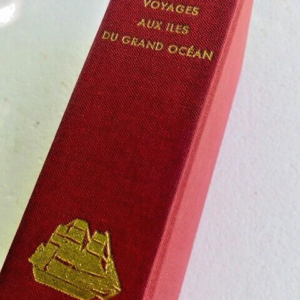 VOYAGES
AUX ILES
DU GRAND OCÉAN